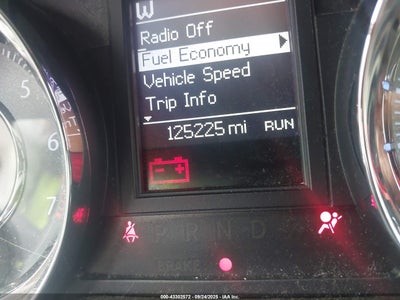 W
Radio Off
Fuel Economy
Vehicle Speed
Trip Info
125225 mi RUN
5
6
7
P R N D
BRAKE
000-43302572 - 09/24/2025 - IAA Inc.